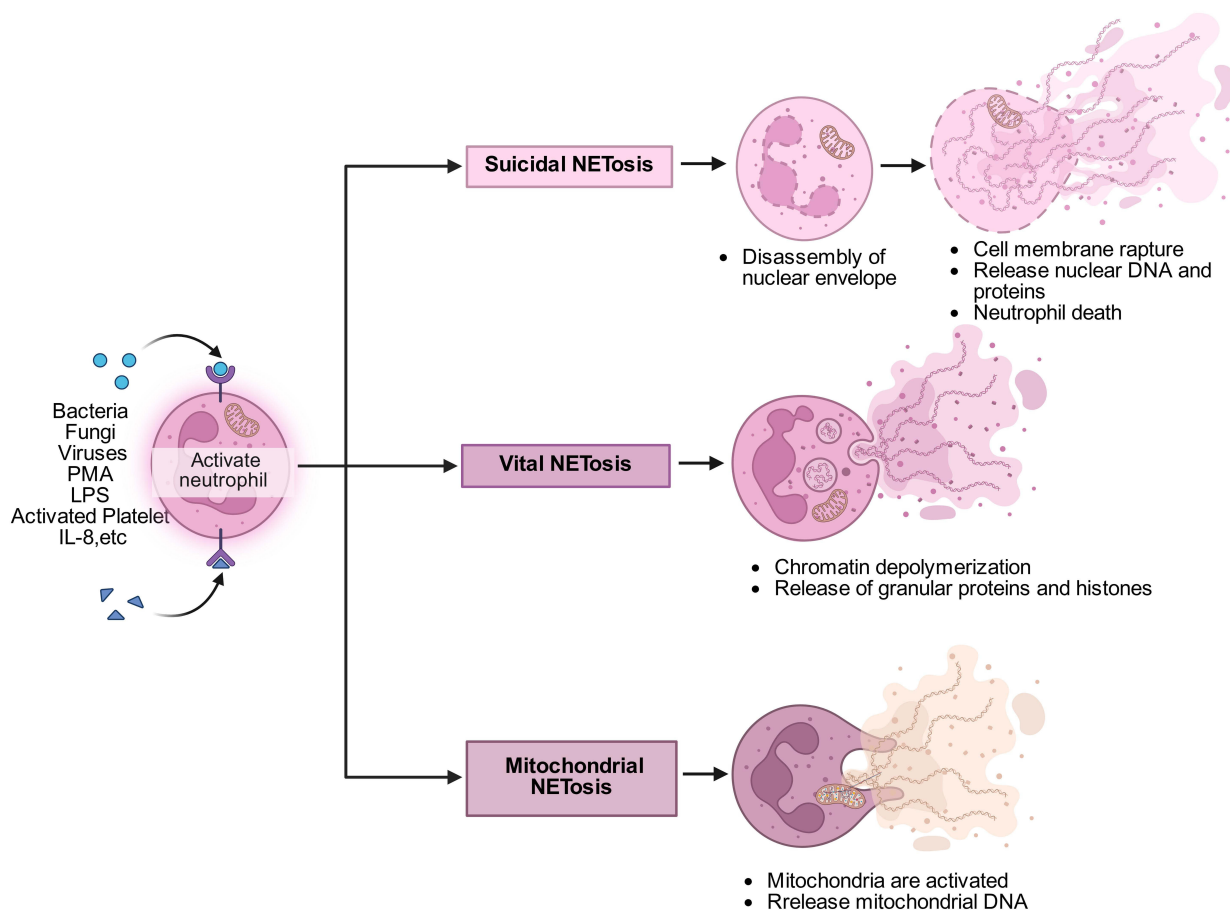 Suicidal NETosis
• Disassembly of
nuclear envelope
• Cell membrane rapture
• Release nuclear DNA and
proteins
• Neutrophil death
Bacteria
Fungi
Viruses
PMA
LPS
Activated Platelet
IL-8,etc
Activate
neutrophil
Vital NETosis
• Chromatin depolymerization
• Release of granular proteins and histones
Mitochondrial
NETosis
• Mitochondria are activated
• Rrelease mitochondrial DNA